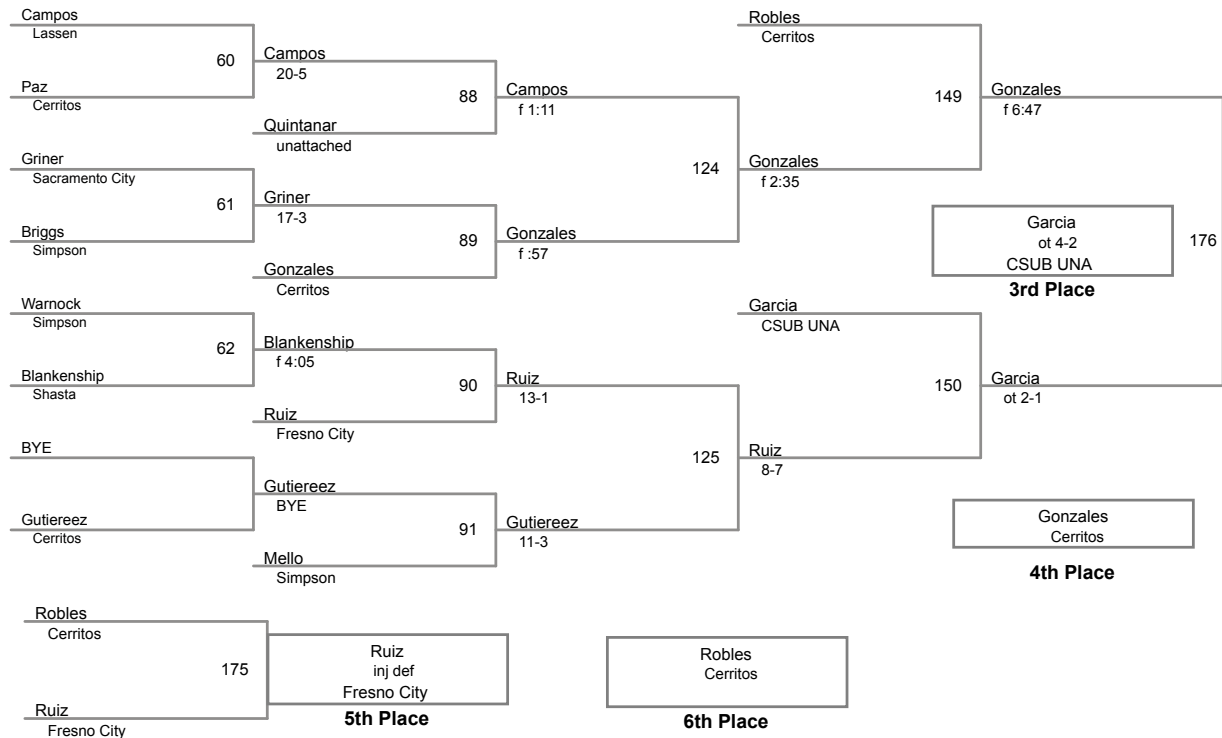 Campos
Lassen
60
Paz
Cerritos
Griner
Sacramento City
61
Briggs
Simpson
Warnock
Simpson
62
Blankenship
Shasta
BYE
Gutiereez
Cerritos
Campos
20-5
88
Quintanar
unattached
Griner
17-3
89
Gonzales
Cerritos
Blankenship
f 4:05
90
Ruiz
Fresno City
Gutiereez
BYE
91
Mello
Simpson
Campos
f 1:11
124
Gonzales
f :57
Ruiz
13-1
125
Gutiereez
11-3
Robles
Cerritos
149
Gonzales
f 2:35
Garcia
CSUB UNA
150
Ruiz
8-7
Gonzales
f 6:47
176
Garcia
ot 2-1
Garcia
ot 4-2
CSUB UNA
3rd Place
Gonzales
Cerritos
4th Place
Robles
Cerritos
175
Ruiz
Fresno City
Ruiz
inj def
Fresno City
5th Place
Robles
Cerritos
6th Place